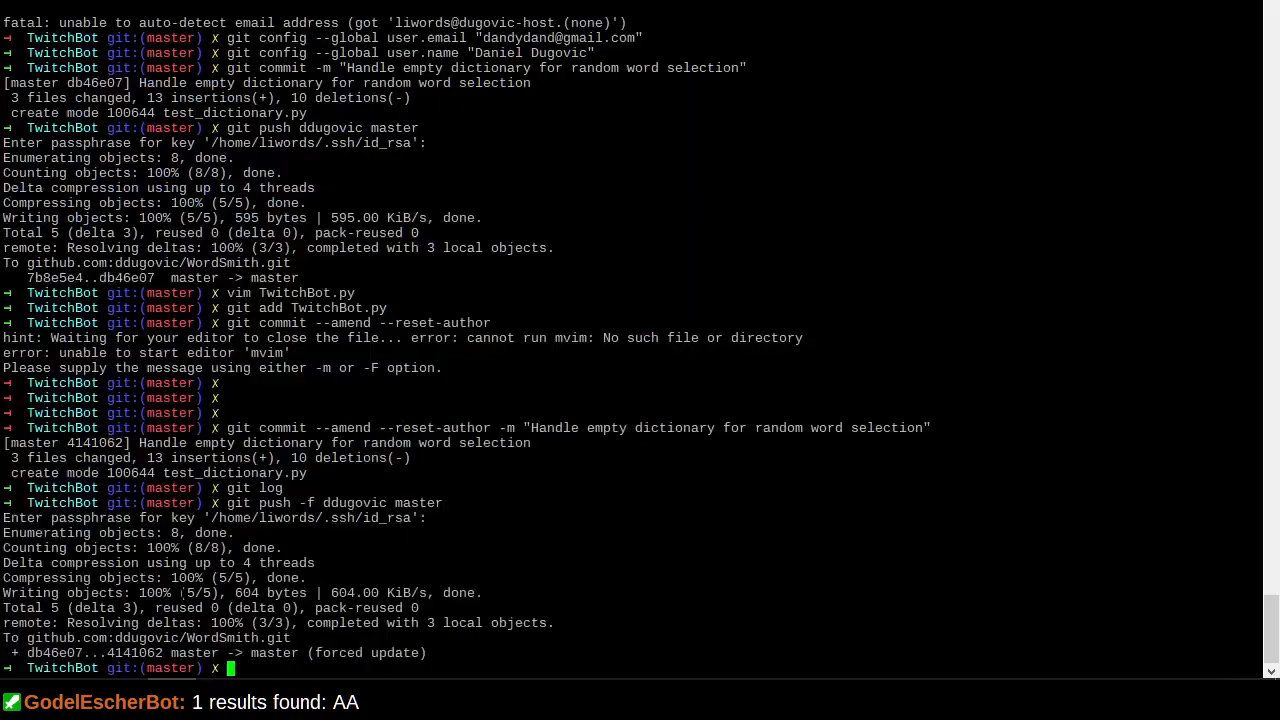 fatal: unable to auto-detect email address (got 'liwords@dugovic-host.(none)')
→ TwitchBot git:(master) ✗ git config --global user.email "dandydand@gmail.com"
→ TwitchBot git:(master) ✗ git config --global user.name "Daniel Dugovic"
→ TwitchBot git:(master) ✗ git commit -m "Handle empty dictionary for random word selection"
[master db46e07] Handle empty dictionary for random word selection
 3 files changed, 13 insertions(+), 10 deletions(-)
 create mode 100644 test_dictionary.py
→ TwitchBot git:(master) ✗ git push ddugovic master
Enter passphrase for key '/home/liwords/.ssh/id_rsa':
Enumerating objects: 8, done.
Counting objects: 100% (8/8), done.
Delta compression using up to 4 threads
Compressing objects: 100% (5/5), done.
Writing objects: 100% (5/5), 595 bytes | 595.00 KiB/s, done.
Total 5 (delta 3), reused 0 (delta 0), pack-reused 0
remote: Resolving deltas: 100% (3/3), completed with 3 local objects.
To github.com:ddugovic/WordSmith.git
   7b8e5e4..db46e07  master -> master
→ TwitchBot git:(master) ✗ vim TwitchBot.py
→ TwitchBot git:(master) ✗ git add TwitchBot.py
→ TwitchBot git:(master) ✗ git commit --amend --reset-author
hint: Waiting for your editor to close the file... error: cannot run mvim: No such file or directory
error: unable to start editor 'mvim'
Please supply the message using either -m or -F option.
→ TwitchBot git:(master) ✗
→ TwitchBot git:(master) ✗
→ TwitchBot git:(master) ✗
→ TwitchBot git:(master) ✗ git commit --amend --reset-author -m "Handle empty dictionary for random word selection"
[master 4141062] Handle empty dictionary for random word selection
 3 files changed, 13 insertions(+), 10 deletions(-)
 create mode 100644 test_dictionary.py
→ TwitchBot git:(master) ✗ git log
→ TwitchBot git:(master) ✗ git push -f ddugovic master
Enter passphrase for key '/home/liwords/.ssh/id_rsa':
Enumerating objects: 8, done.
Counting objects: 100% (8/8), done.
Delta compression using up to 4 threads
Compressing objects: 100% (5/5), done.
Writing objects: 100% (5/5), 604 bytes | 604.00 KiB/s, done.
Total 5 (delta 3), reused 0 (delta 0), pack-reused 0
remote: Resolving deltas: 100% (3/3), completed with 3 local objects.
To github.com:ddugovic/WordSmith.git
 + db46e07...4141062 master -> master (forced update)
→ TwitchBot git:(master) ✗
GodelEscherBot: 1 results found: AA